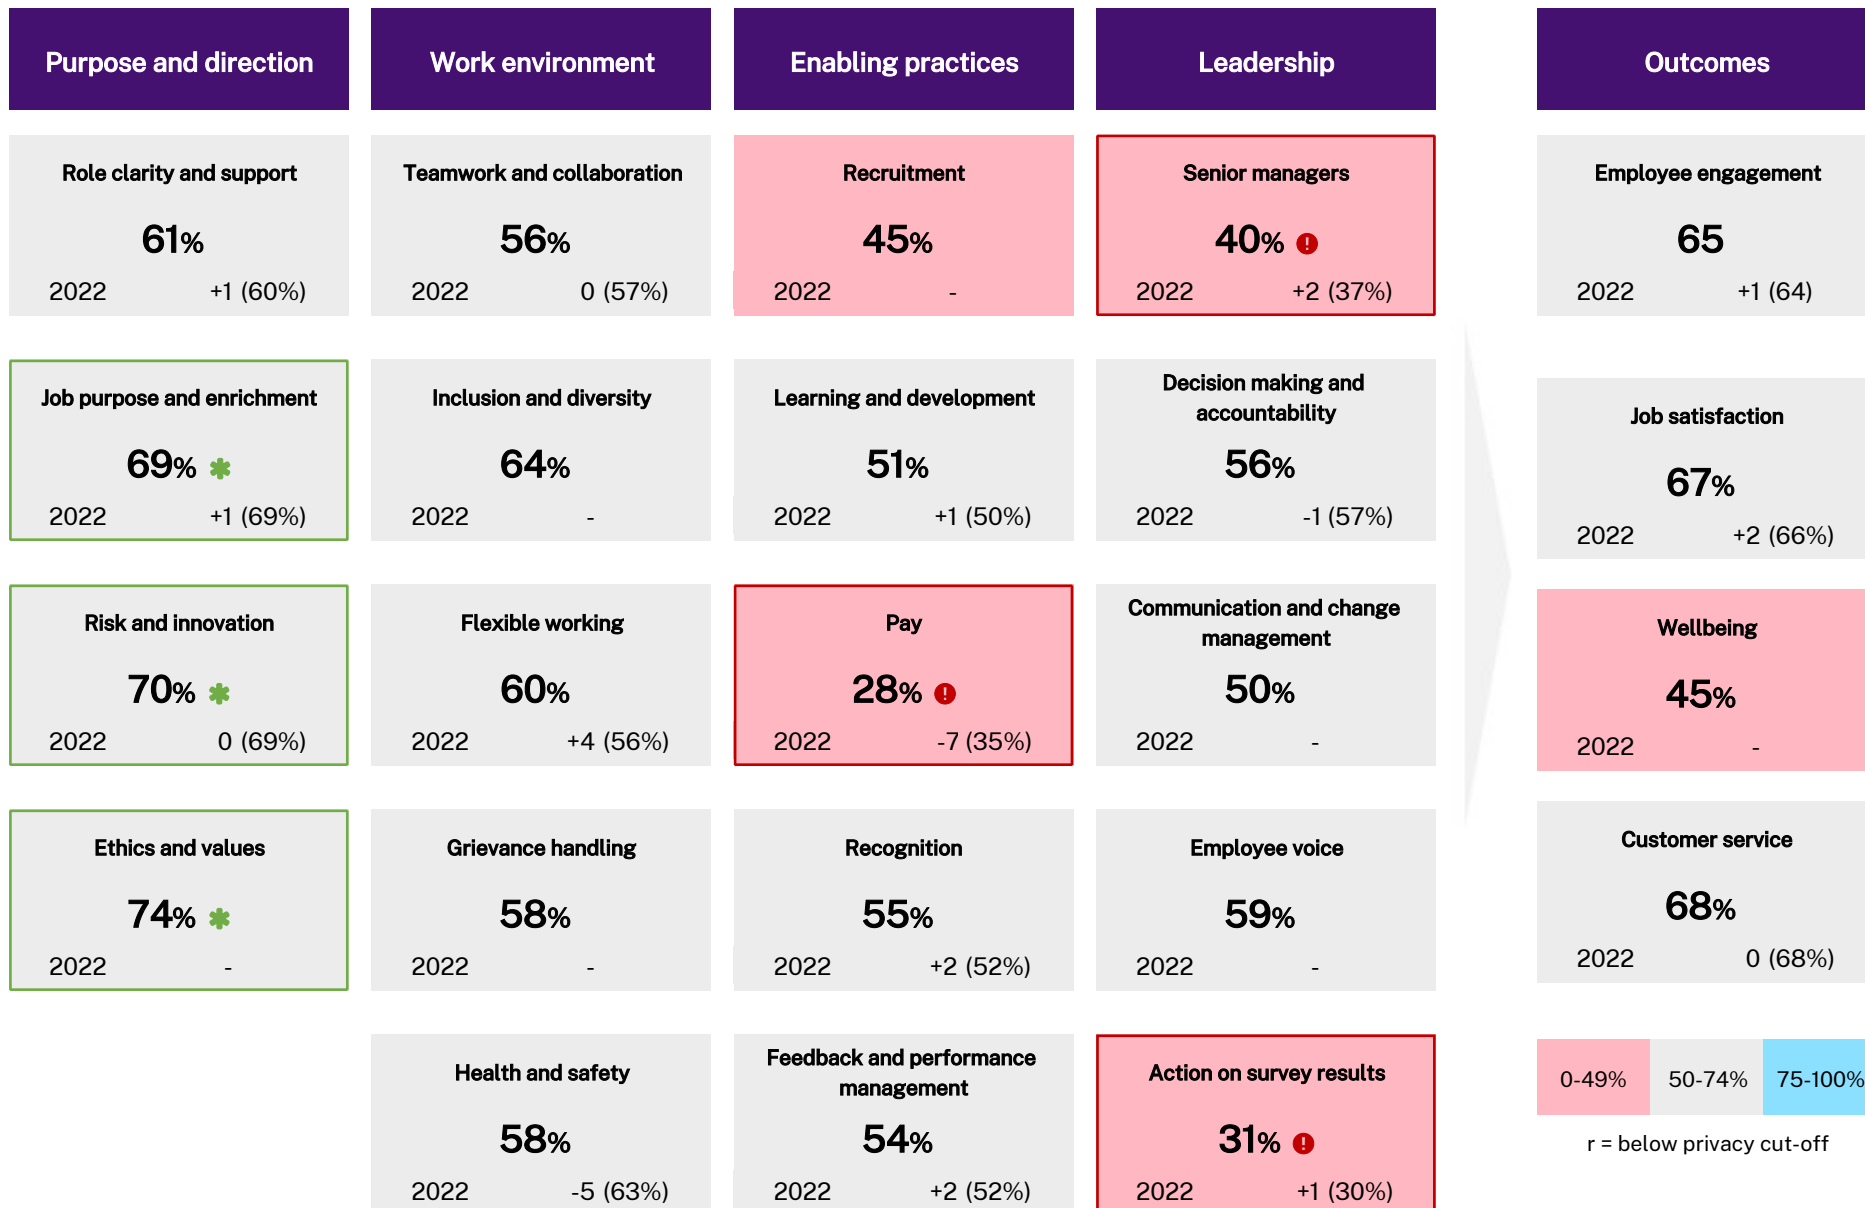 Purpose and direction
Role clarity and support
61%
2022 +1 (60%)
Job purpose and enrichment
69%
2022 +1 (69%)
Risk and innovation
70%
2022 0 (69%)
Ethics and values
74%
2022 -
Work environment
Teamwork and collaboration
56%
2022 0 (57%)
Inclusion and diversity
64%
2022 -
Flexible working
60%
2022 +4 (56%)
Grievance handling
58%
2022 -
Health and safety
58%
2022 -5 (63%)
Enabling practices
Recruitment
45%
2022 -
Learning and development
51%
2022 +1 (50%)
Pay
28% !
2022 -7 (35%)
Recognition
55%
2022 +2 (52%)
Feedback and performance
management
54%
2022 +2 (52%)
Leadership
Senior managers
40% !
2022 +2 (37%)
Decision making and
accountability
56%
2022 -1 (57%)
Communication and change
management
50%
2022 -
Employee voice
59%
2022 -
Action on survey results
31% !
2022 +1 (30%)
Outcomes
Employee engagement
65
2022 +1 (64)
Job satisfaction
67%
2022 +2 (66%)
Wellbeing
45%
2022 -
Customer service
68%
2022 0 (68%)
0-49% 50-74% 75-100%
r = below privacy cut-off